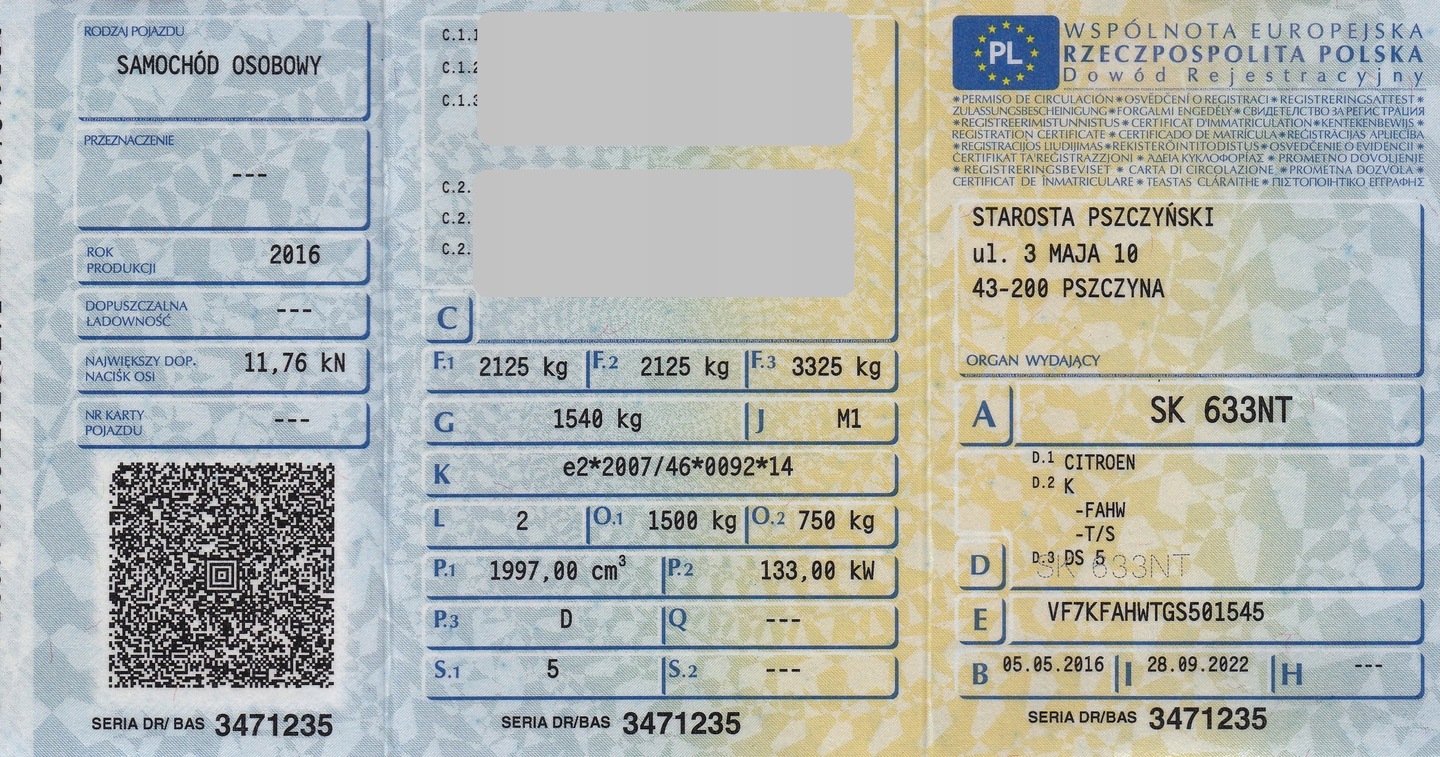 RODZAJ POJAZDU
SAMOCHÓD OSOBOWY
PRZEZNACZENIE
---
ROK PRODUKCJI 2016
DOPUSZCZALNA ŁADOWNOŚĆ ---
NAJWIĘKSZY DOP. NACISK OSI 11,76 kN
NR KARTY POJAZDU ---
SERIA DR/ BAS 3471235
C.1.1
C.1.2
C.1.3
C.2.
C.2.
C.2.
C
F.1 2125 kg F.2 2125 kg F.3 3325 kg
G 1540 kg J M1
K e2*2007/46*0092*14
L 2 O.1 1500 kg O.2 750 kg
P.1 1997,00 cm³ P.2 133,00 kW
P.3 D Q ---
S.1 5 S.2 ---
SERIA DR/BAS 3471235
PL
WSPÓLNOTA EUROPEJSKA
RZECZPOSPOLITA POLSKA
Dowód Rejestracyjny
*PERMISO DE CIRCULACIÓN*OSVĚDČENÍ O REGISTRACI*REGISTRERINGSATTEST*
ZULASSUNGSBESCHEINIGUNG*FORGALMI ENGEDÉLY*СВИДЕТЕЛСТВО ЗА РЕГИСТРАЦИЯ
*REGISTREERIMISTUNNISTUS*CERTIFICAT D'IMMATRICULATION*KENTEKENBEWIJS*
REGISTRATION CERTIFICATE*CERTIFICADO DE MATRÍCULA*REĢISTRĀCIJAS APLIECĪBA
*REGISTRACIJOS LIUDIJIMAS*REKISTERÖINTITODISTUS*OSVEDČENIE O EVIDENCII*
ĊERTIFIKAT TA'REĠISTRAZZJONI*ΑΔΕΙΑ ΚΥΚΛΟΦΟΡΙΑΣ*PROMETNO DOVOLJENJE
*REGISTRERINGSBEVISET*CARTA DI CIRCOLAZIONE*PROMETNA DOZVOLA*
CERTIFICAT DE ÎNMATRICULARE*TEASTAS CLÁRAITHE*ΠΙΣΤΟΠΟΙΗΤΙΚΟ ΕΓΓΡΑΦΗΣ
STAROSTA PSZCZYŃSKI
ul. 3 MAJA 10
43-200 PSZCZYNA
ORGAN WYDAJĄCY
A SK 633NT
D.1 CITROEN
D.2 K
-FAHW
-T/S
D D.3 DS 5
SK 633NT
E VF7KFAHWTGS501545
B 05.05.2016 I 28.09.2022 H ---
SERIA DR/BAS 3471235